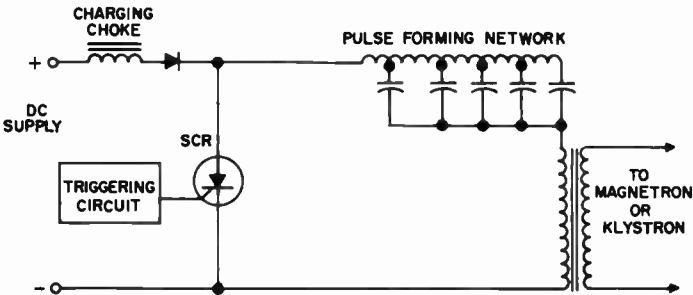 CHARGING
CHOKE
PULSE FORMING NETWORK
+
DC
SUPPLY
SCR
TRIGGERING
CIRCUIT
TO
MAGNETRON
OR
KLYSTRON
-